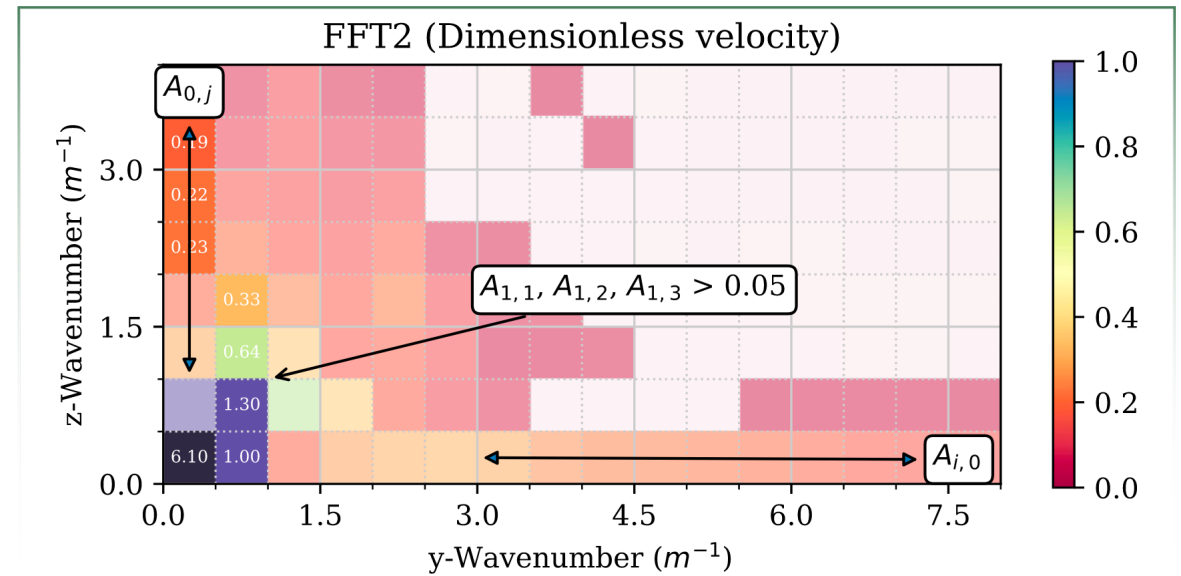 FFT2 (Dimensionless velocity)
A₀,ⱼ
0.19
0.22
0.23
0.33
0.64
1.30
6.10 1.00
A₁,₁, A₁,₂, A₁,₃ > 0.05
Aᵢ,₀
3.0
1.5
0.0
z-Wavenumber (m⁻¹)
0.0 1.5 3.0 4.5 6.0 7.5
y-Wavenumber (m⁻¹)
1.0
0.8
0.6
0.4
0.2
0.0